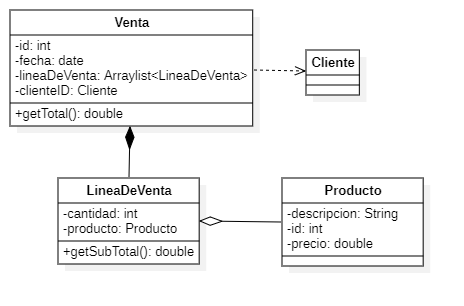 Venta
-id: int
-fecha: date
-lineaDeVenta: Arraylist<LineaDeVenta>
-clienteID: Cliente
+getTotal(): double
Cliente
LineaDeVenta
-cantidad: int
-producto: Producto
+getSubTotal(): double
Producto
-descripcion: String
-id: int
-precio: double